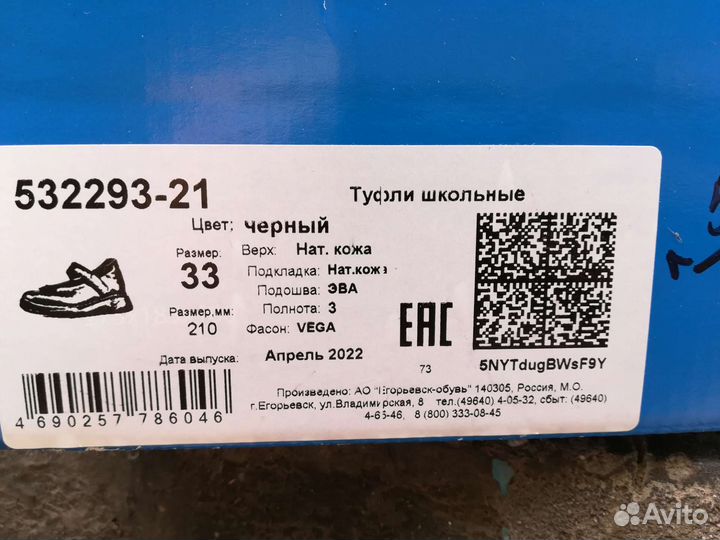 532293-21
Туфли школьные
Цвет: черный
Размер: 33
Верх: Нат. кожа
Подкладка: Нат.кожа
Подошва: ЭВА
Размер,мм: 210
Полнота: 3
Фасон: VEGA
EAC
Дата выпуска: Апрель 2022
73
5NYTdugBWsF9Y
4 690257 786046
Произведено: АО "Егорьевск-обувь" 140305, Россия, М.О.
г.Егорьевск, ул.Владимирская, 8 тел.(49640) 4-05-32, сбыт: (49640)
4-65-46, 8 (800) 333-08-45
Avito